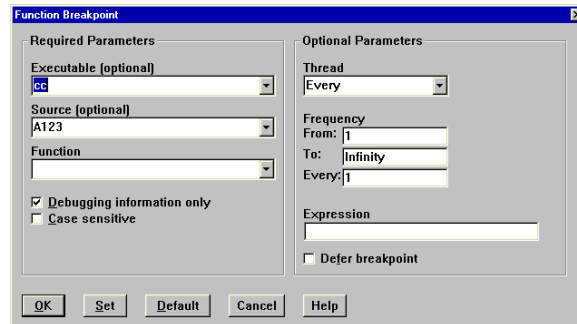 Function Breakpoint
Required Parameters
Executable (optional)
cc
Source (optional)
A123
Function
Debugging information only
Case sensitive
Optional Parameters
Thread
Every
Frequency
From: 1
To: Infinity
Every: 1
Expression
Defer breakpoint
OK Set Default Cancel Help